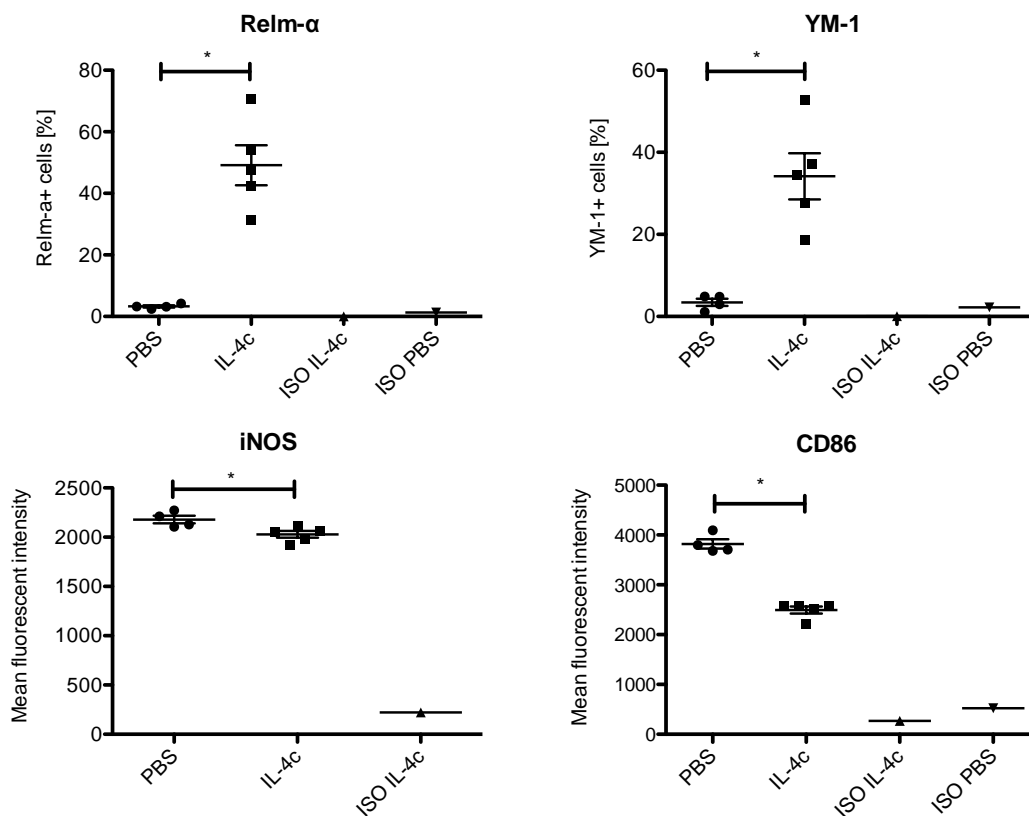 Relm-α
*
Relm-a+ cells [%]
80
60
40
20
0
PBS
IL-4c
ISO IL-4c
ISO PBS
YM-1
*
YM-1+ cells [%]
60
40
20
0
PBS
IL-4c
ISO IL-4c
ISO PBS
iNOS
*
Mean fluorescent intensity
2500
2000
1500
1000
500
0
PBS
IL-4c
ISO IL-4c
CD86
*
Mean fluorescent intensity
5000
4000
3000
2000
1000
0
PBS
IL-4c
ISO IL-4c
ISO PBS